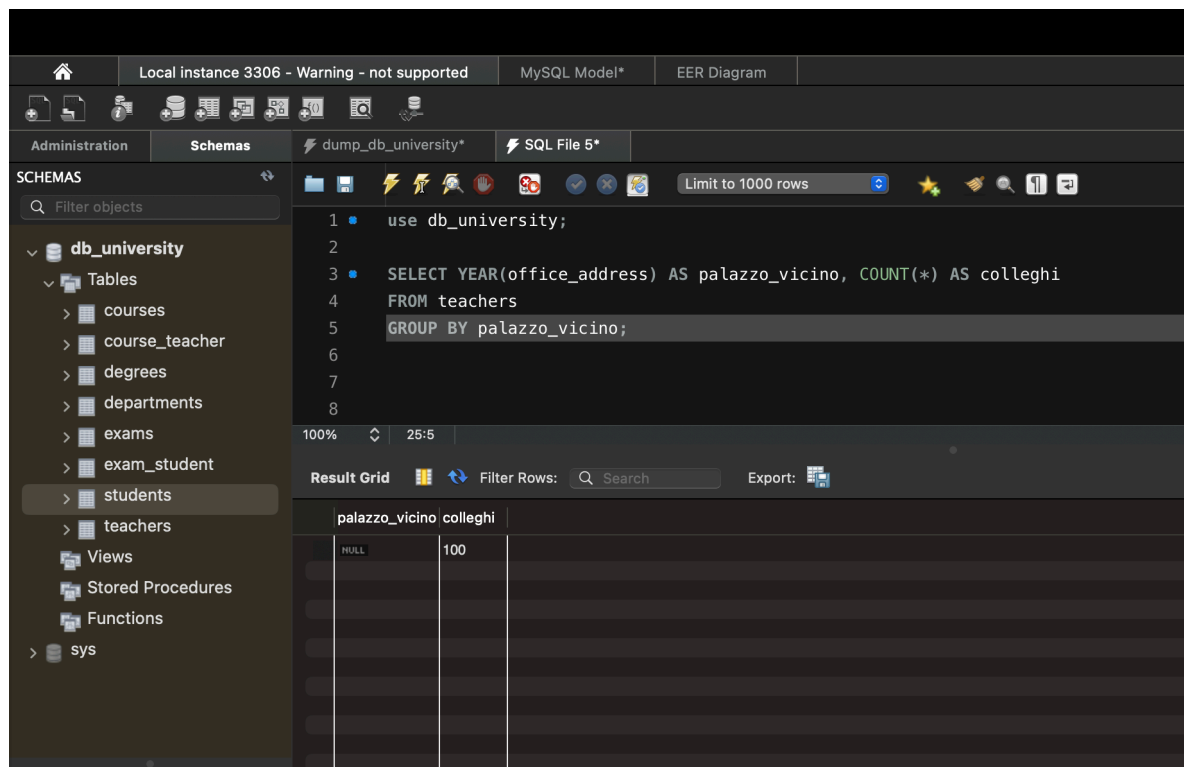 Local instance 3306 - Warning - not supported
MySQL Model*
EER Diagram
Administration
Schemas
dump_db_university*
SQL File 5*
SCHEMAS
Filter objects
Limit to 1000 rows
db_university
Tables
courses
course_teacher
degrees
departments
exams
exam_student
students
teachers
Views
Stored Procedures
Functions
sys
1 use db_university;
2
3 SELECT YEAR(office_address) AS palazzo_vicino, COUNT(*) AS colleghi
4 FROM teachers
5 GROUP BY palazzo_vicino;
6
7
8
100% 25:5
Result Grid Filter Rows: Search Export:
palazzo_vicino colleghi
NULL 100